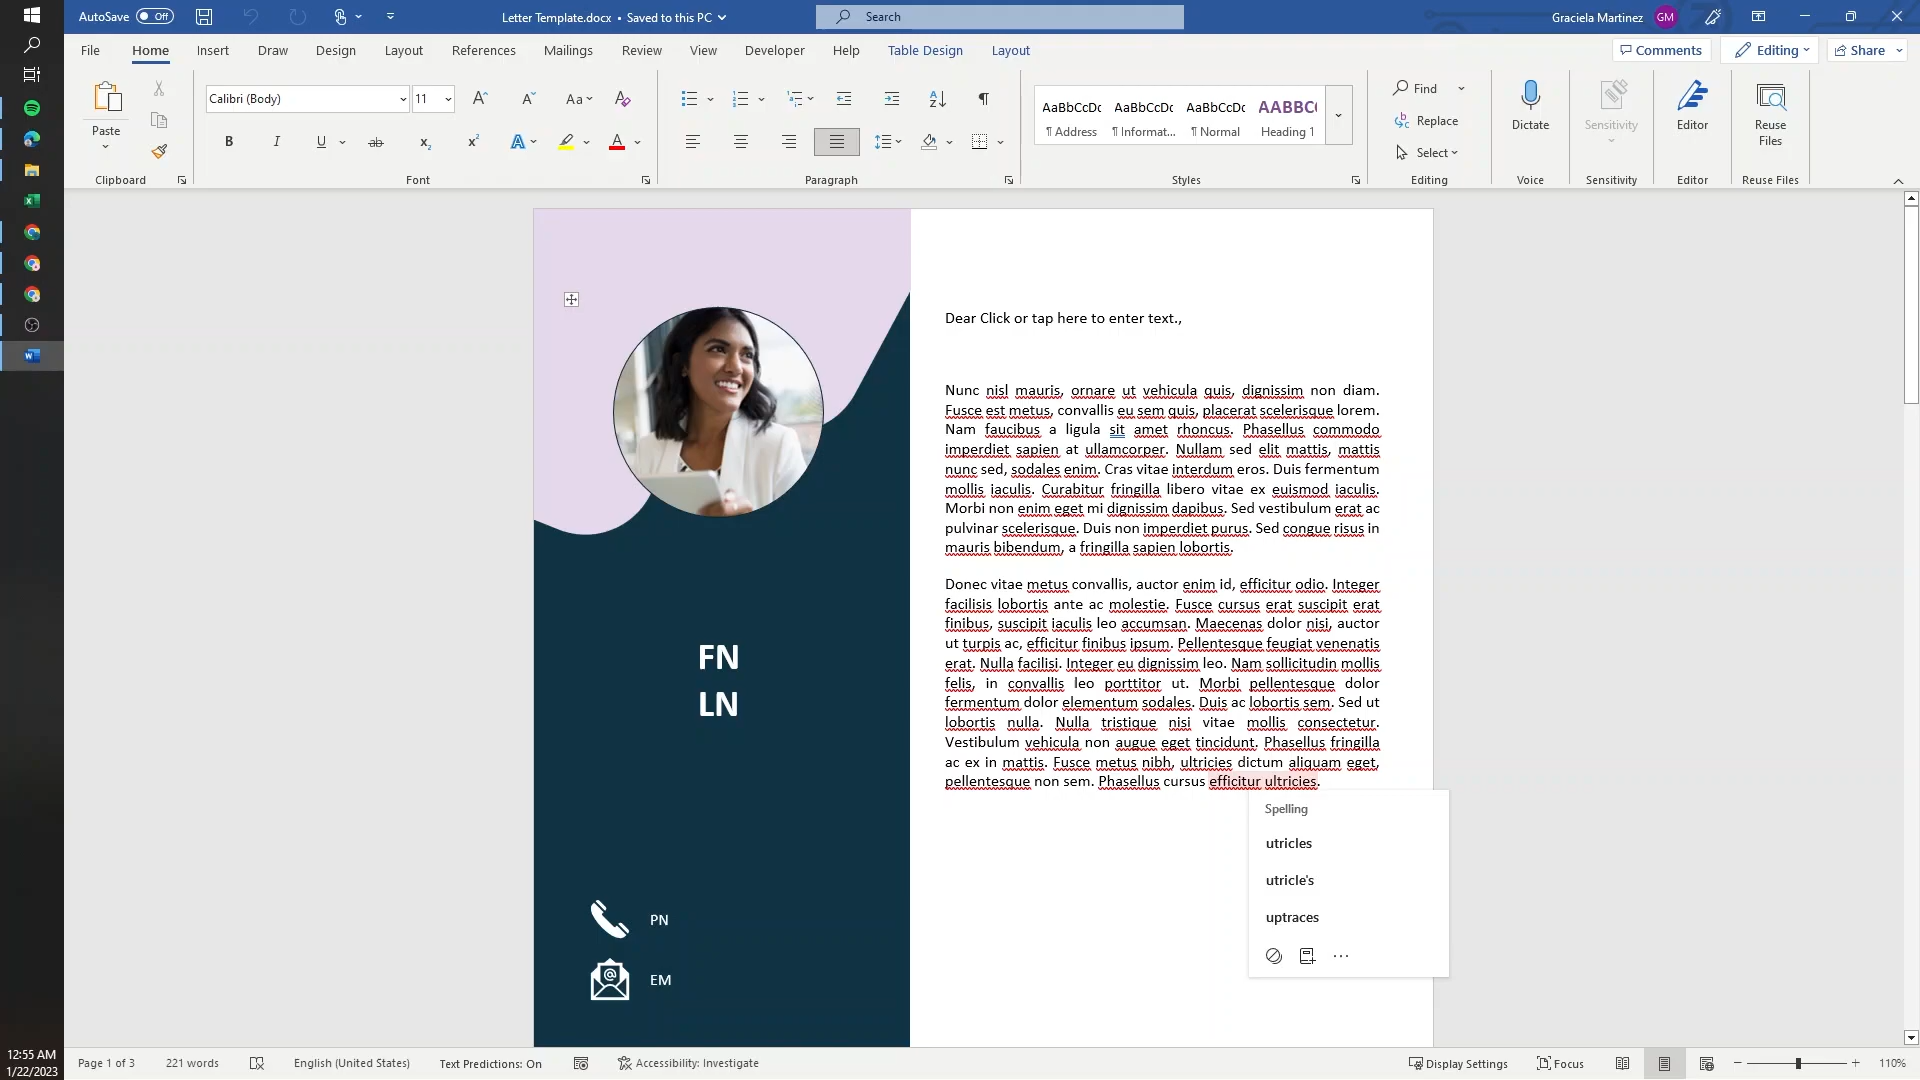 AutoSave Off
Letter Template.docx • Saved to this PC
Search
Graciela Martinez GM
File Home Insert Draw Design Layout References Mailings Review View Developer Help Table Design Layout
Comments Editing Share
Calibri (Body) 11
Paste
Clipboard
Font
Paragraph
AaBbCcDc AaBbCcDc AaBbCcDc AABBC(
¶ Address ¶ Informat... ¶ Normal Heading 1
Styles
Find
Replace
Select
Editing
Dictate
Voice
Sensitivity
Sensitivity
Editor
Editor
Reuse
Files
Reuse Files
FN
LN
PN
EM
Dear Click or tap here to enter text.,
Nunc nisl mauris, ornare ut vehicula quis, dignissim non diam.
Fusce est metus, convallis eu sem quis, placerat scelerisque lorem.
Nam faucibus a ligula sit amet rhoncus. Phasellus commodo
imperdiet sapien at ullamcorper. Nullam sed elit mattis, mattis
nunc sed, sodales enim. Cras vitae interdum eros. Duis fermentum
mollis iaculis. Curabitur fringilla libero vitae ex euismod iaculis.
Morbi non enim eget mi dignissim dapibus. Sed vestibulum erat ac
pulvinar scelerisque. Duis non imperdiet purus. Sed congue risus in
mauris bibendum, a fringilla sapien lobortis.
Donec vitae metus convallis, auctor enim id, efficitur odio. Integer
facilisis lobortis ante ac molestie. Fusce cursus erat suscipit erat
finibus, suscipit iaculis leo accumsan. Maecenas dolor nisi, auctor
ut turpis ac, efficitur finibus ipsum. Pellentesque feugiat venenatis
erat. Nulla facilisi. Integer eu dignissim leo. Nam sollicitudin mollis
felis, in convallis leo porttitor ut. Morbi pellentesque dolor
fermentum dolor elementum sodales. Duis ac lobortis sem. Sed ut
lobortis nulla. Nulla tristique nisi vitae mollis consectetur.
Vestibulum vehicula non augue eget tincidunt. Phasellus fringilla
ac ex in mattis. Fusce metus nibh, ultricies dictum aliquam eget,
pellentesque non sem. Phasellus cursus efficitur ultricies.
Spelling
utricles
utricle's
uptraces
12:55 AM
1/22/2023
Page 1 of 3 221 words English (United States) Text Predictions: On Accessibility: Investigate
Display Settings Focus 110%